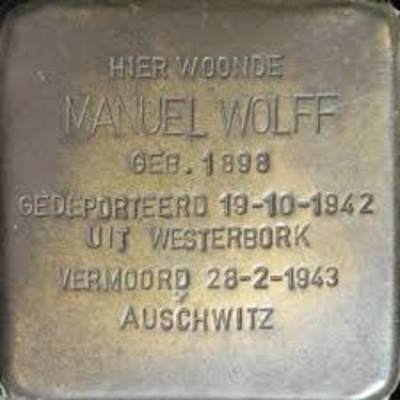 HIER WOONDE
MANUEL WOLFF
GEB. 1898
GEDEPORTEERD 19-10-1942
UIT WESTERBORK
VERMOORD 28-2-1943
AUSCHWITZ